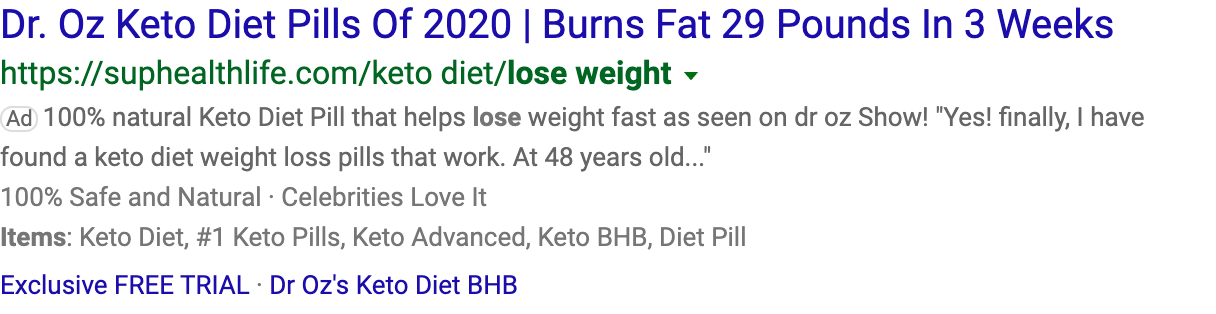 Dr. Oz Keto Diet Pills Of 2020 | Burns Fat 29 Pounds In 3 Weeks
https://suphealthlife.com/keto diet/lose weight
Ad 100% natural Keto Diet Pill that helps lose weight fast as seen on dr oz Show! "Yes! finally, I have
found a keto diet weight loss pills that work. At 48 years old..."
100% Safe and Natural · Celebrities Love It
Items: Keto Diet, #1 Keto Pills, Keto Advanced, Keto BHB, Diet Pill
Exclusive FREE TRIAL · Dr Oz's Keto Diet BHB